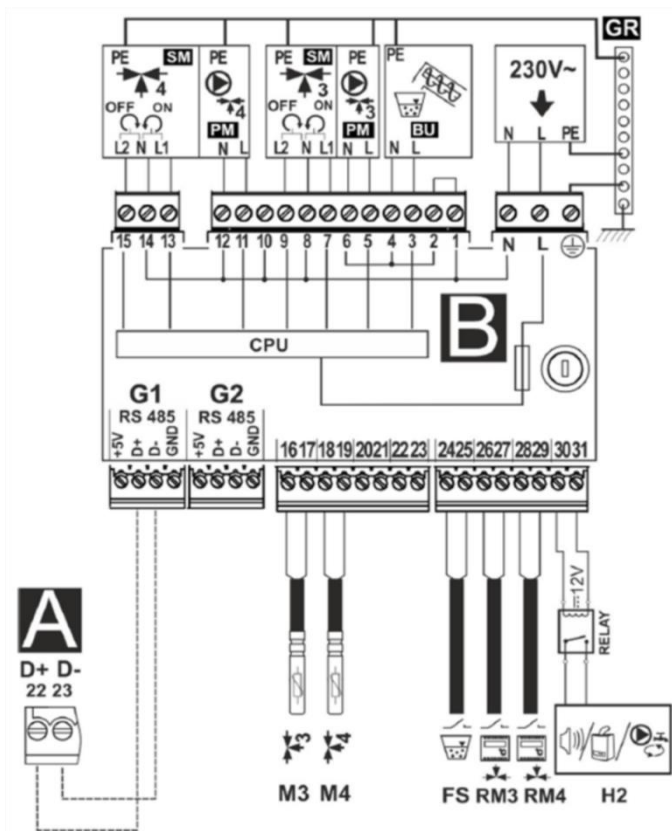 GR
PE SM PE PE SM PE PE
230V~
4 4 3 3
OFF ON OFF ON
PM PM BU
L2 N L1 N L L2 N L1 N L N L N L PE
15 14 13 12 11 10 9 8 7 6 5 4 3 2 1 N L
B
CPU
G1 G2
RS 485 RS 485
+5V D+ D- GND +5V D+ D- GND
16 17 18 19 20 21 22 23 24 25 26 27 28 29 30 31
12V
RELAY
A
D+ D-
22 23
3 4
M3 M4 FS RM3 RM4 H2